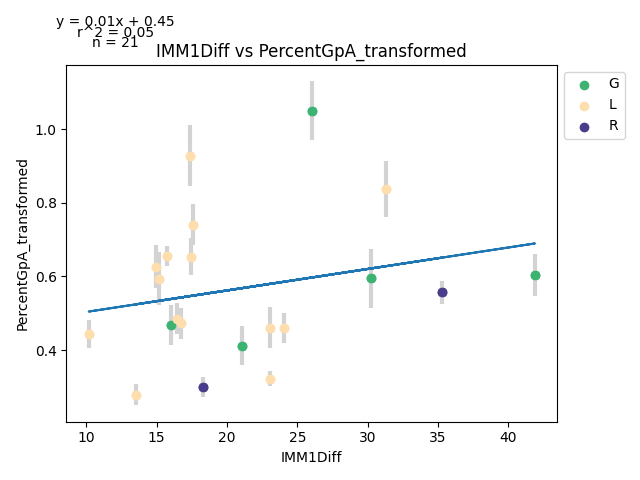 y = 0.01x + 0.45
r^2 = 0.05
n = 21
IMM1Diff vs PercentGpA_transformed
G
L
R
PercentGpA_transformed
1.0
0.8
0.6
0.4
10 15 20 25 30 35 40
IMM1Diff